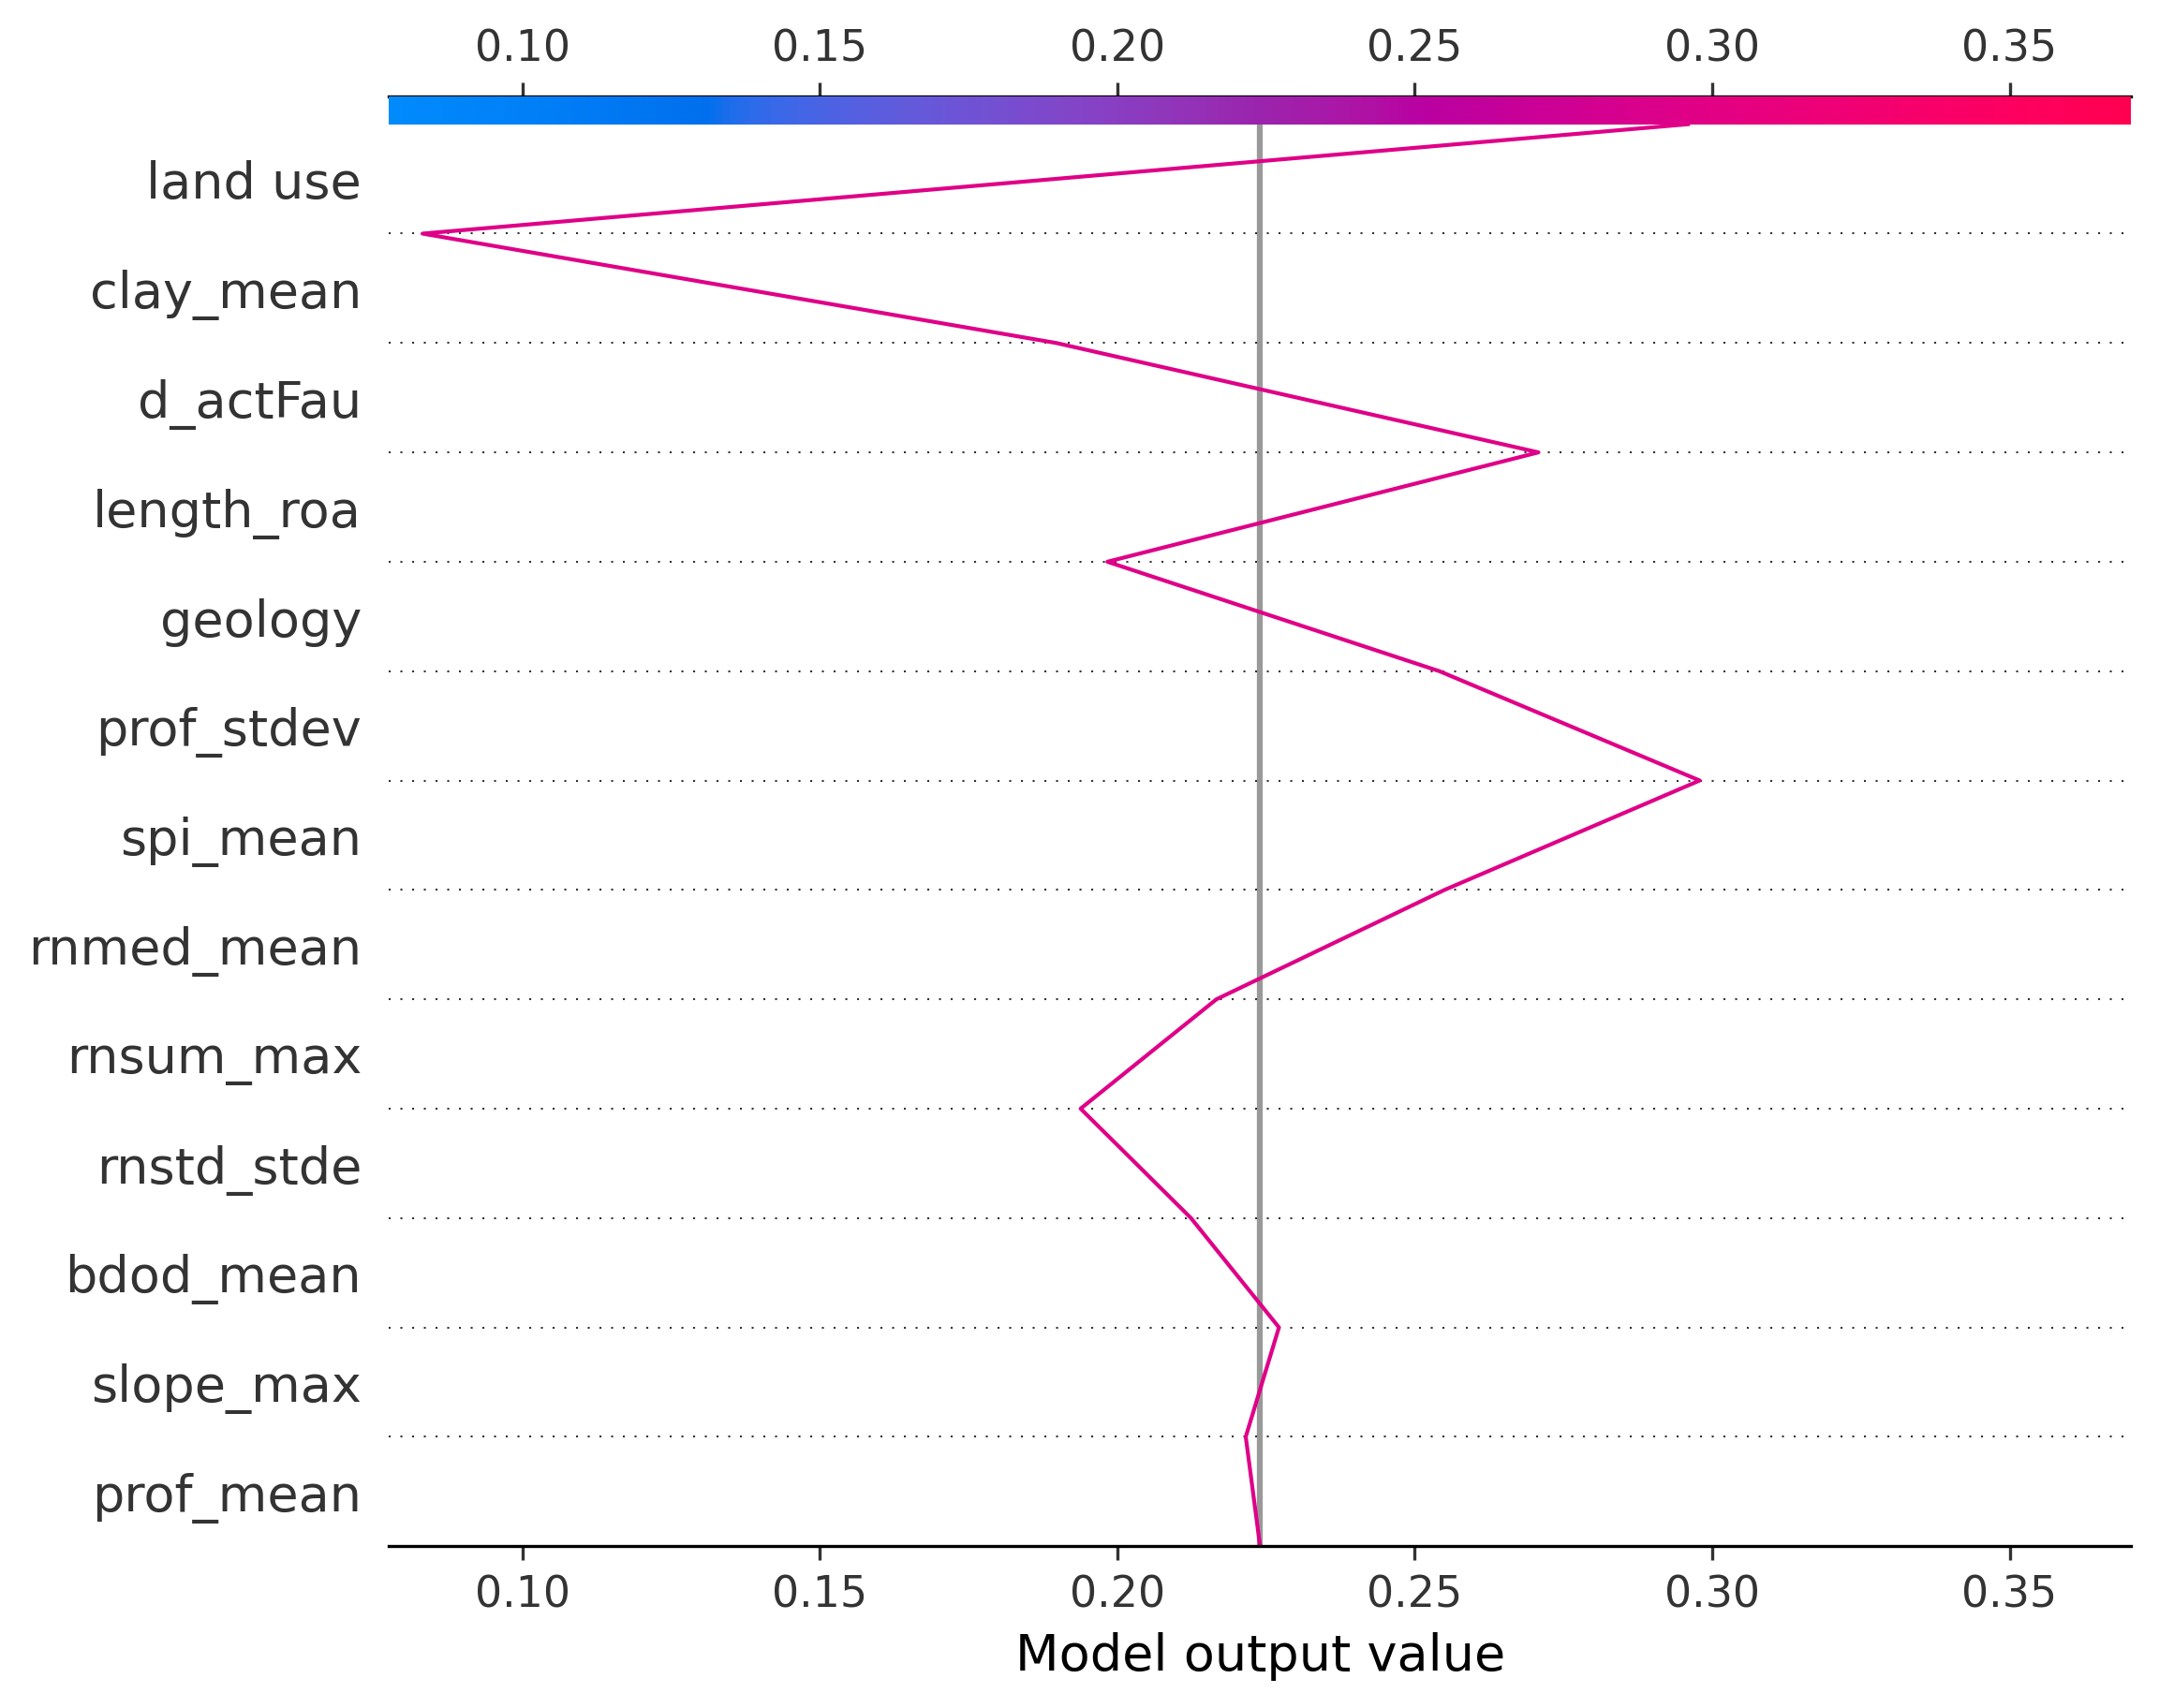 0.10 0.15 0.20 0.25 0.30 0.35
land use
clay_mean
d_actFau
length_roa
geology
prof_stdev
spi_mean
rnmed_mean
rnsum_max
rnstd_stde
bdod_mean
slope_max
prof_mean
0.10 0.15 0.20 0.25 0.30 0.35
Model output value